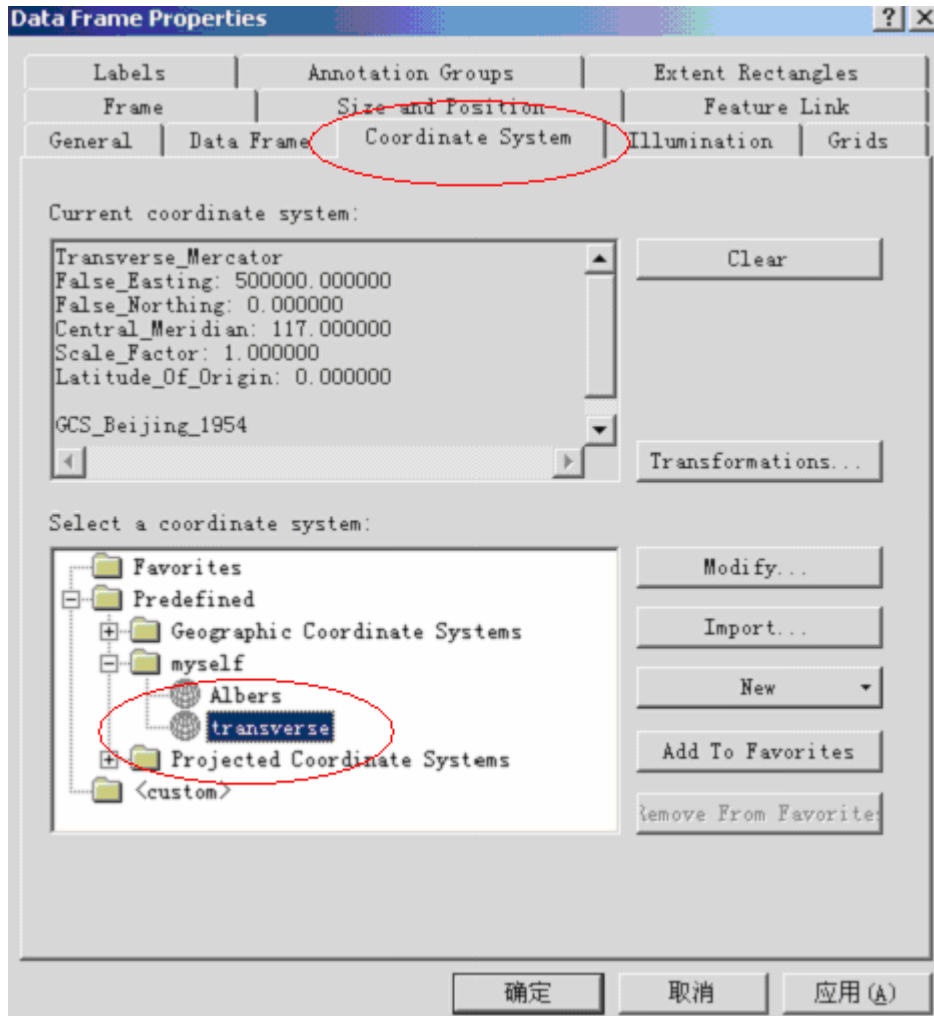 Data Frame Properties
Labels
Annotation Groups
Extent Rectangles
Frame
Size and Position
Feature Link
General
Data Frame
Coordinate System
Illumination
Grids
Current coordinate system:
Transverse_Mercator
False_Easting: 500000.000000
False_Northing: 0.000000
Central_Meridian: 117.000000
Scale_Factor: 1.000000
Latitude_Of_Origin: 0.000000
GCS_Beijing_1954
Clear
Transformations...
Select a coordinate system:
Favorites
Predefined
Geographic Coordinate Systems
myself
Albers
transverse
Projected Coordinate Systems
<custom>
Modify...
Import...
New
Add To Favorites
Remove From Favorites
确定
取消
应用(A)